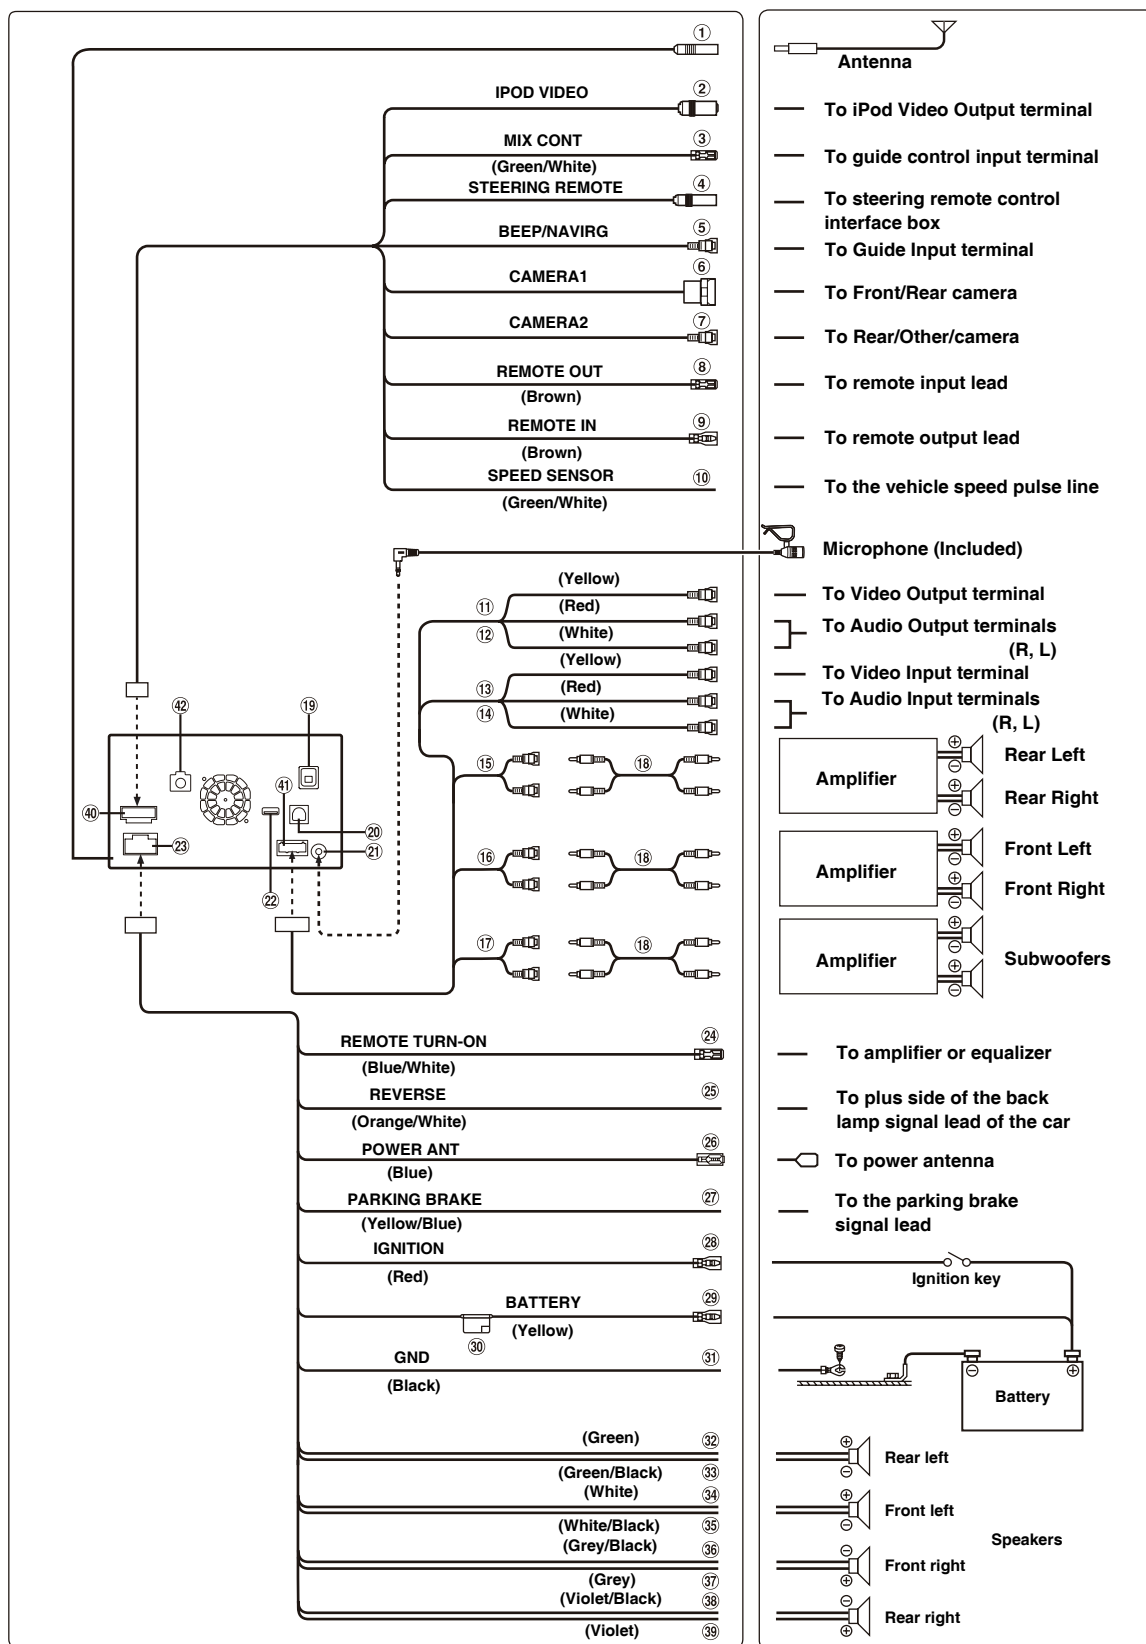 ①
Antenna
IPOD VIDEO ②
To iPod Video Output terminal
MIX CONT ③
(Green/White)
To guide control input terminal
STEERING REMOTE ④
To steering remote control
interface box
BEEP/NAVIRG ⑤
To Guide Input terminal
CAMERA1 ⑥
To Front/Rear camera
CAMERA2 ⑦
To Rear/Other/camera
REMOTE OUT ⑧
(Brown)
To remote input lead
REMOTE IN ⑨
(Brown)
To remote output lead
SPEED SENSOR ⑩
(Green/White)
To the vehicle speed pulse line
Microphone (Included)
(Yellow)
To Video Output terminal
⑪ (Red)
⑫ (White)
To Audio Output terminals
(R, L)
(Yellow)
To Video Input terminal
⑬ (Red)
⑭ (White)
To Audio Input terminals
(R, L)
㊷ ⑲
⑮ ⑱
Amplifier
⊕ Rear Left
⊖
⊕ Rear Right
⊖
㊶
㊵
⑳
㉓
㉑
㉒
⑯ ⑱
Amplifier
⊕ Front Left
⊖
⊕ Front Right
⊖
⑰ ⑱
Amplifier
⊕
⊖
Subwoofers
⊕
⊖
REMOTE TURN-ON ㉔
(Blue/White)
To amplifier or equalizer
REVERSE ㉕
(Orange/White)
To plus side of the back
lamp signal lead of the car
POWER ANT ㉖
(Blue)
To power antenna
PARKING BRAKE ㉗
(Yellow/Blue)
To the parking brake
signal lead
IGNITION ㉘
(Red)
Ignition key
BATTERY ㉙
㉚ (Yellow)
GND ㉛
(Black)
⊖ ⊕
Battery
(Green) ㉜
(Green/Black) ㉝
⊕
⊖
Rear left
(White) ㉞
(White/Black) ㉟
⊕
⊖
Front left
Speakers
(Grey/Black) ㊱
(Grey) ㊲
⊖
⊕
Front right
(Violet/Black) ㊳
(Violet) ㊴
⊖
⊕
Rear right